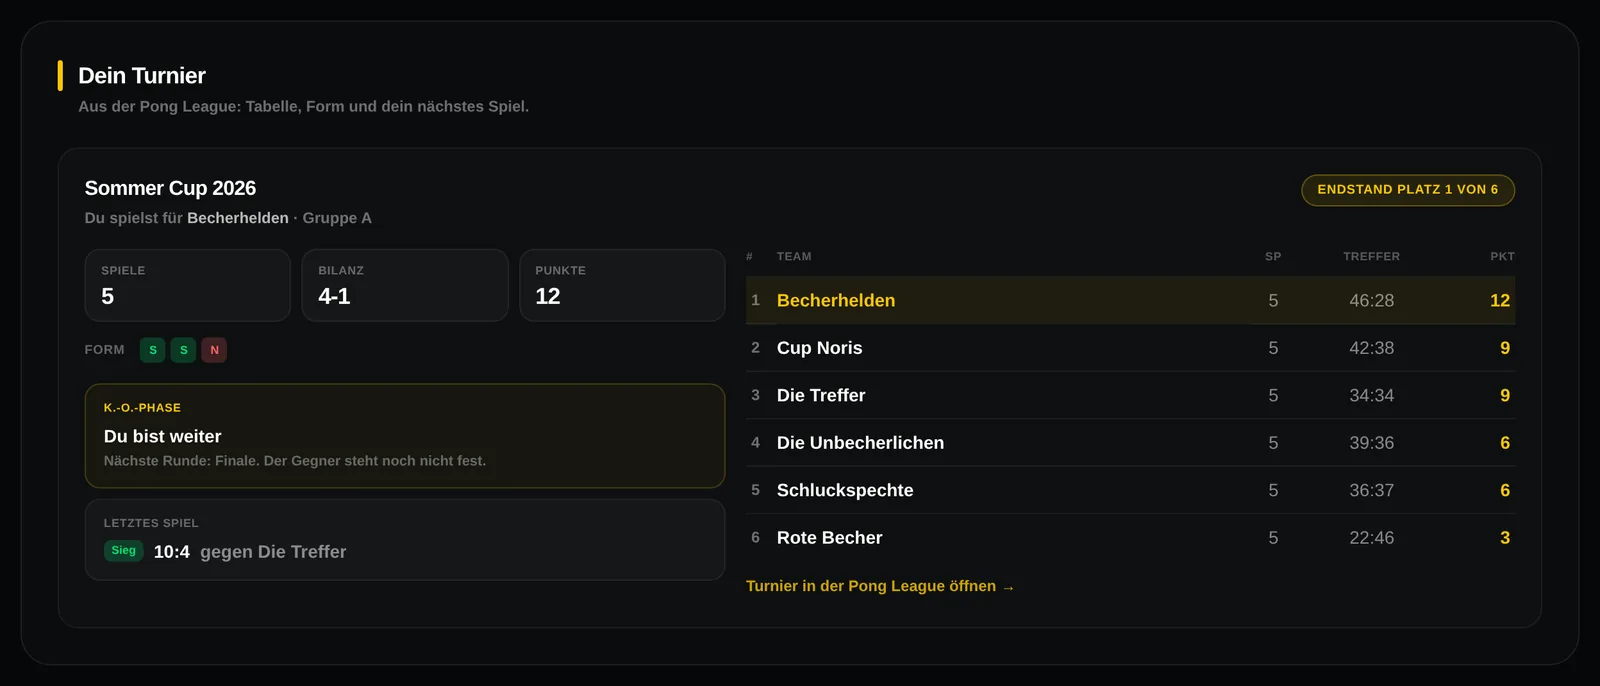 Dein Turnier
Aus der Pong League: Tabelle, Form und dein nächstes Spiel.
Sommer Cup 2026
ENDSTAND PLATZ 1 VON 6
Du spielst für Becherhelden · Gruppe A
SPIELE
5
BILANZ
4-1
PUNKTE
12
FORM S S N
K.-O.-PHASE
Du bist weiter
Nächste Runde: Finale. Der Gegner steht noch nicht fest.
LETZTES SPIEL
Sieg 10:4 gegen Die Treffer
# TEAM SP TREFFER PKT
1 Becherhelden 5 46:28 12
2 Cup Noris 5 42:38 9
3 Die Treffer 5 34:34 9
4 Die Unbecherlichen 5 39:36 6
5 Schluckspechte 5 36:37 6
6 Rote Becher 5 22:46 3
Turnier in der Pong League öffnen →